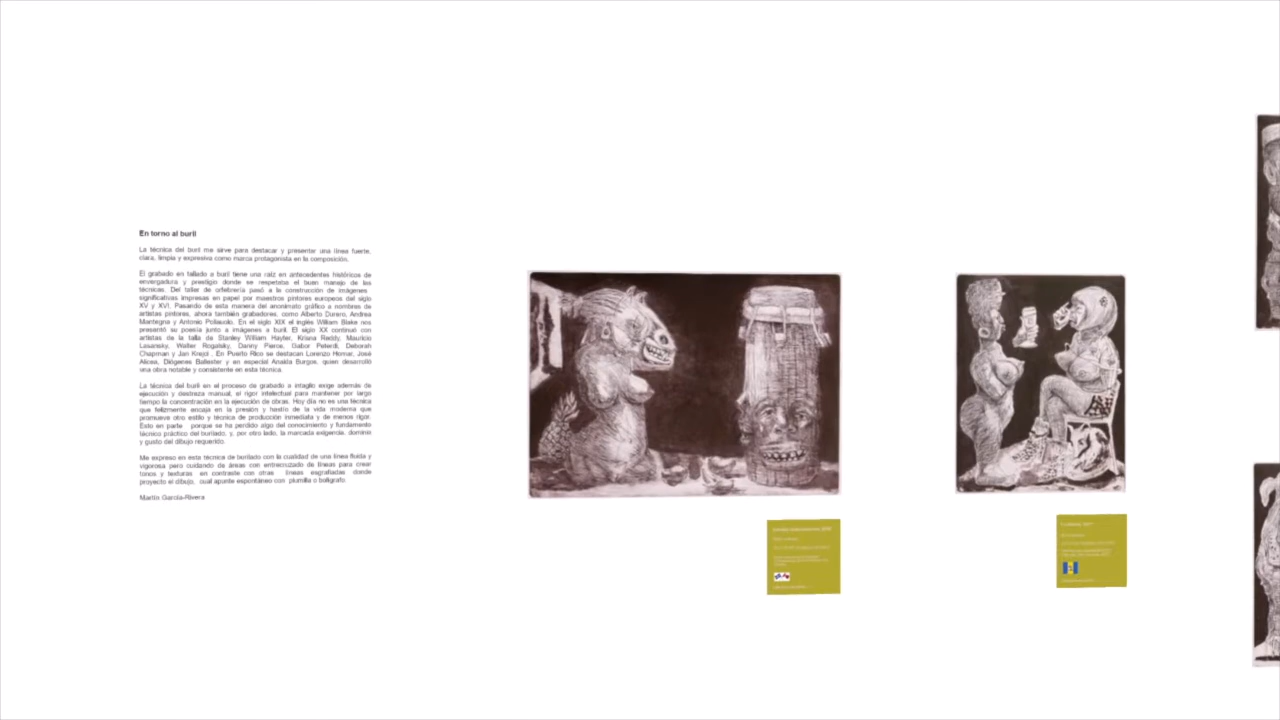 En torno al buril
La técnica del buril me sirve para destacar y presentar una línea fuerte,
clara, limpia y expresiva como marca protagonista en la composición.
El grabado en tallado a buril tiene una raíz en antecedentes históricos de
envergadura y prestigio donde se respetaba el buen manejo de las
técnicas. Del taller de orfebrería pasó a la construcción de imágenes
significativas impresas en papel por maestros pintores europeos del siglo
XV y XVI. Pasando de esta manera del anonimato gráfico a nombres de
artistas pintores, ahora también grabadores, como Alberto Durero, Andrea
Mantegna y Antonio Pollaiuolo. En el siglo XIX el inglés William Blake nos
presentó su poesía junto a imágenes a buril. El siglo XX continuó con
artistas de la talla de Stanley William Hayter, Krisna Reddy, Mauricio
Lasansky, Walter Rogalsky, Danny Pierce, Gabor Peterdi, Deborah
Chapman y Jan Krejci . En Puerto Rico se destacan Lorenzo Homar, José
Alicea, Diógenes Ballester y en especial Anaida Burgos, quien desarrolló
una obra notable y consistente en esta técnica.
La técnica del buril en el proceso de grabado e intaglio exige además de
ejecución y destreza manual, el rigor intelectual para mantener por largo
tiempo la concentración en la ejecución de obras. Hoy día no es una técnica
que felizmente encaja en la presión y hastío de la vida moderna que
promueve otro estilo y técnica de producción inmediata y de menos rigor.
Esto en parte porque se ha perdido algo del conocimiento y fundamento
técnico práctico del burilado, y, por otro lado, la marcada exigencia, dominio
y gusto del dibujo requerido.
Me expreso en esta técnica de burilado con la cualidad de una línea fluida y
vigorosa pero cuidando de áreas con entrecruzado de líneas para crear
tonos y texturas en contraste con otras líneas esgrafiadas donde
proyecto el dibujo, cual apunte espontáneo con plumilla o bolígrafo
Martín García-Rivera